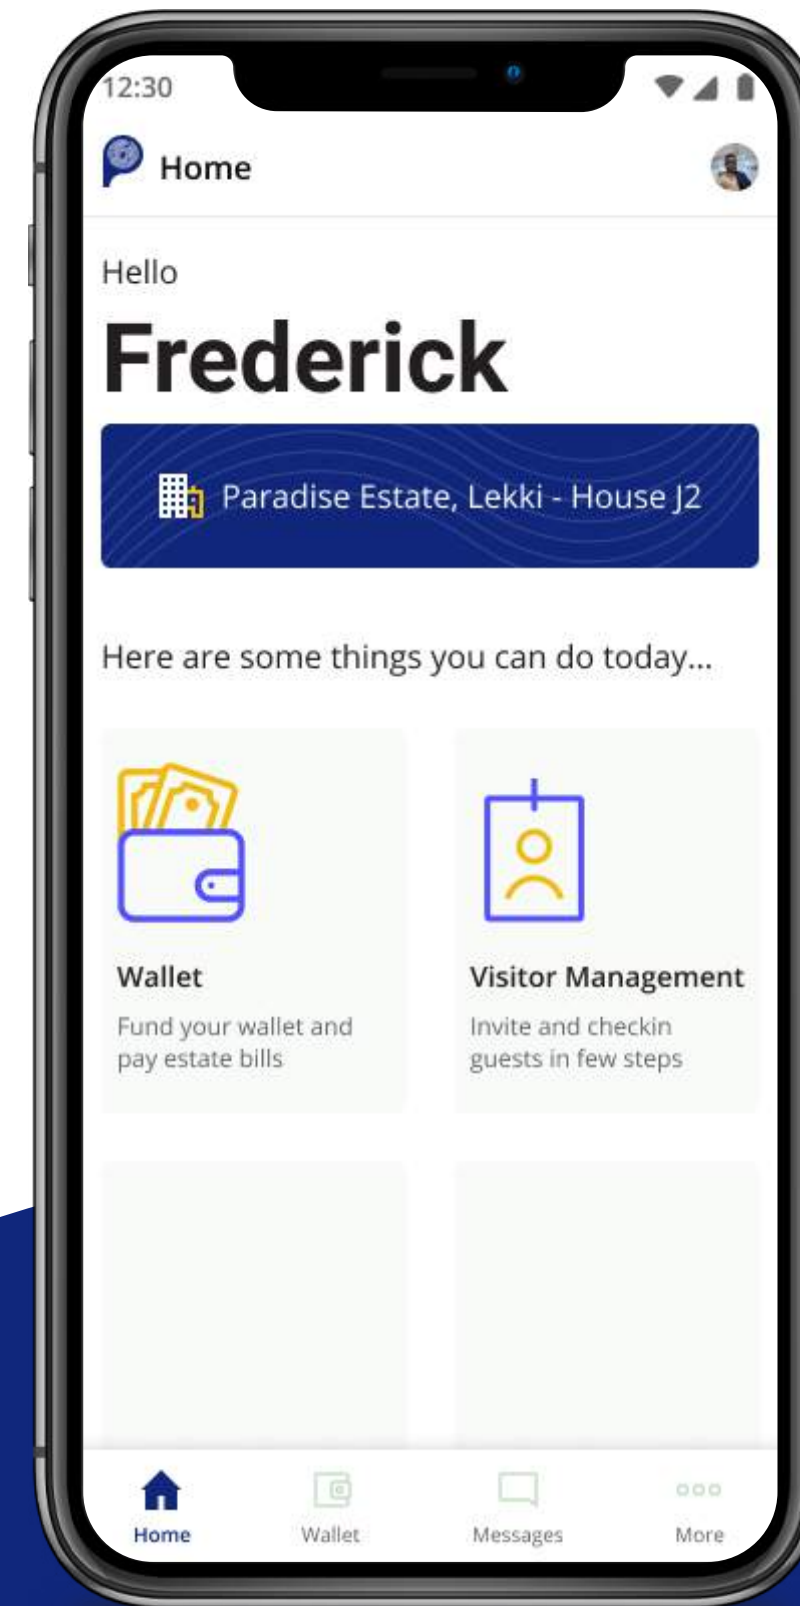 12:30
Home
Hello
Frederick
Paradise Estate, Lekki - House J2
Here are some things you can do today...
Wallet
Fund your wallet and
pay estate bills
Visitor Management
Invite and checkin
guests in few steps
Home
Wallet
Messages
More